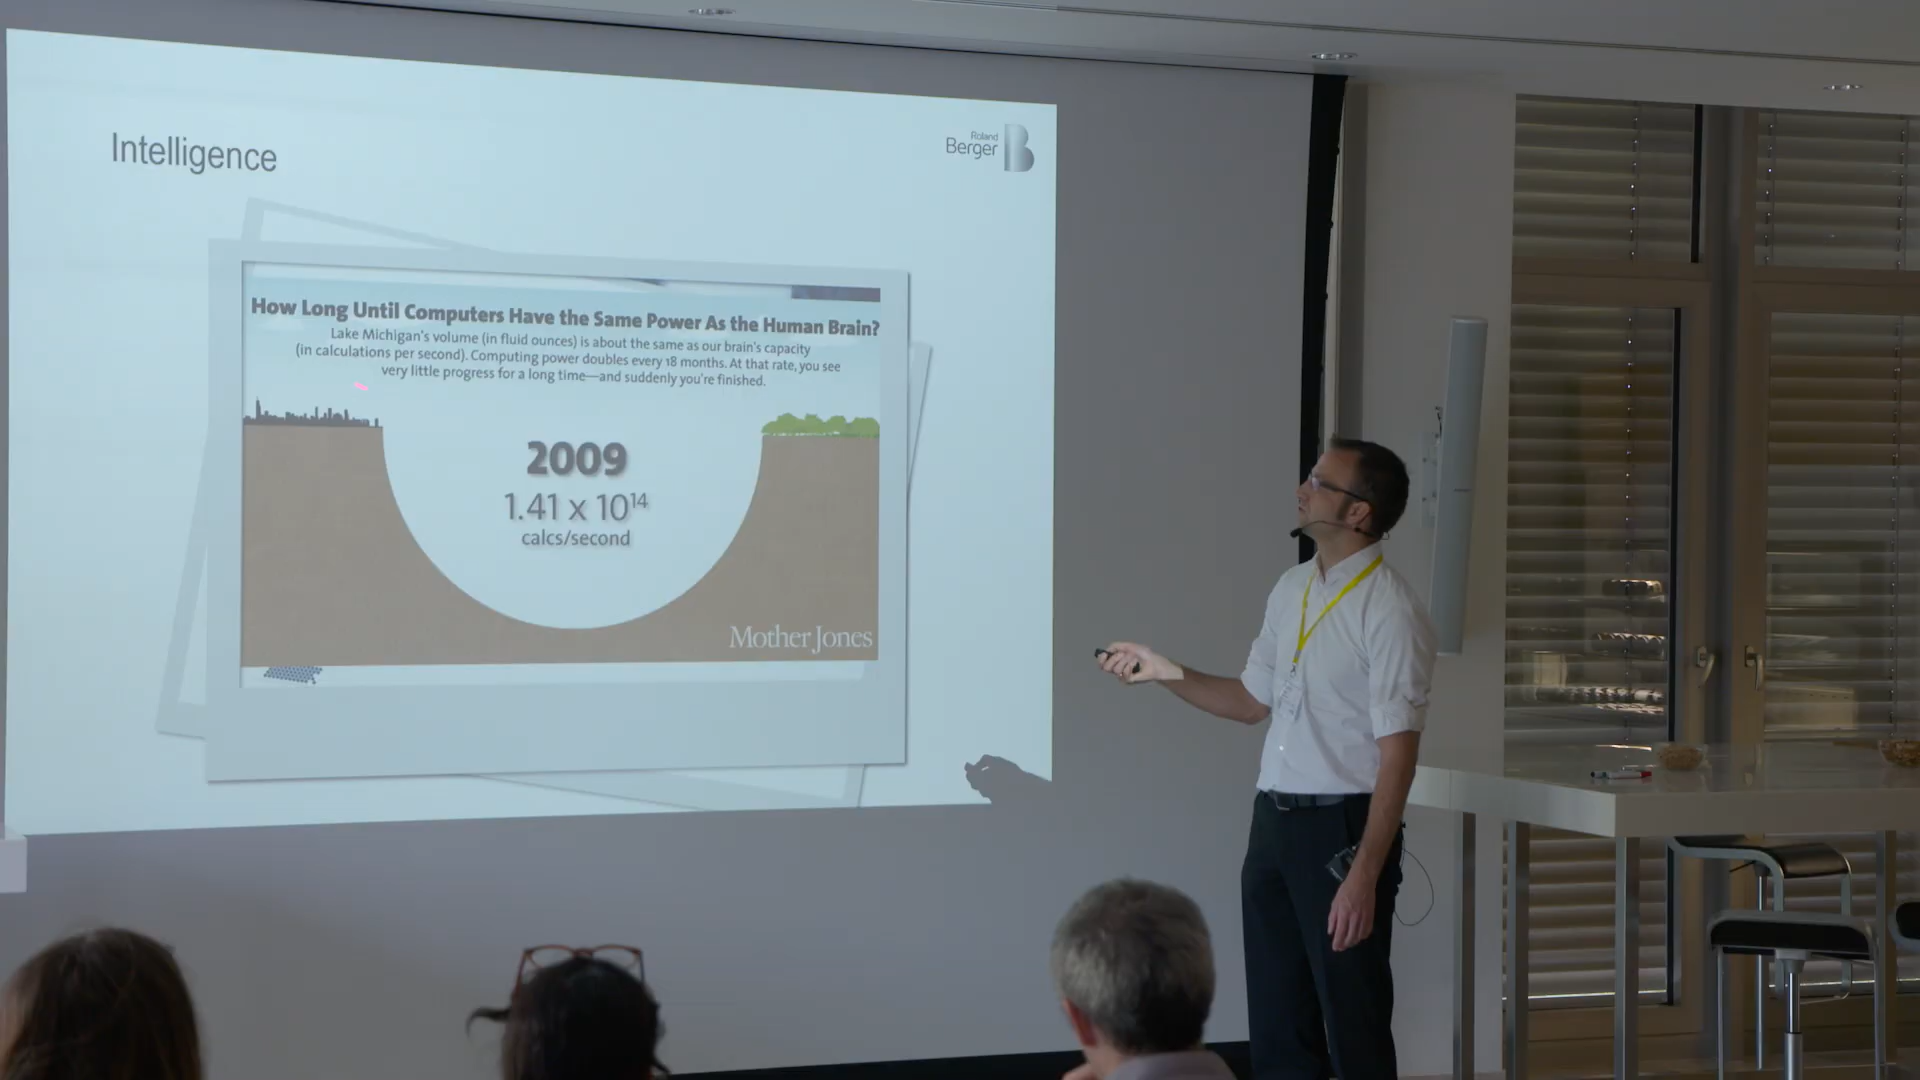 Intelligence
Roland
Berger
How Long Until Computers Have the Same Power As the Human Brain?
Lake Michigan's volume (in fluid ounces) is about the same as our brain's capacity
(in calculations per second). Computing power doubles every 18 months. At that rate, you see
very little progress for a long time—and suddenly you're finished.
2009
1.41 x 10¹⁴
calcs/second
Mother Jones